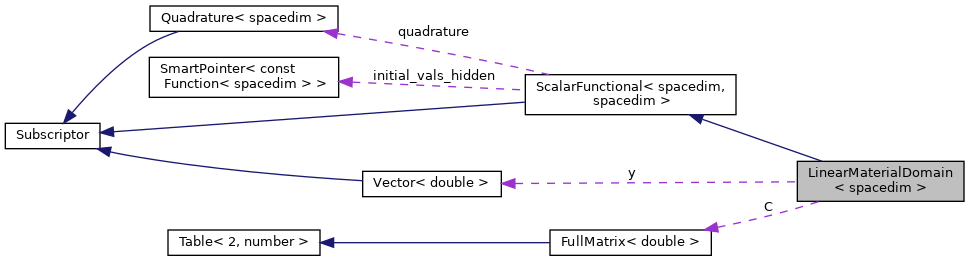 Quadrature< spacedim >
quadrature
SmartPointer< const
Function< spacedim > >
initial_vals_hidden
ScalarFunctional< spacedim,
spacedim >
Subscriptor
LinearMaterialDomain
< spacedim >
Vector< double >
y
C
Table< 2, number >
FullMatrix< double >